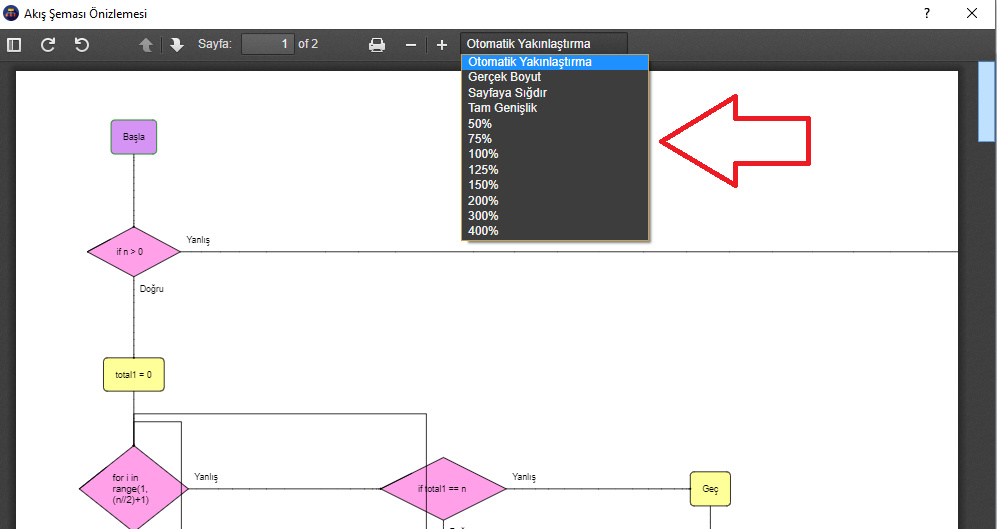 Akış Şeması Önizlemesi
?
Sayfa: 1 of 2
Otomatik Yakınlaştırma
Otomatik Yakınlaştırma
Gerçek Boyut
Sayfaya Sığdır
Tam Genişlik
50%
75%
100%
125%
150%
200%
300%
400%
Başla
if n > 0
Yanlış
Doğru
total1 = 0
for i in
range(1,
(n//2)+1)
Yanlış
if total1 == n
Yanlış
Geç